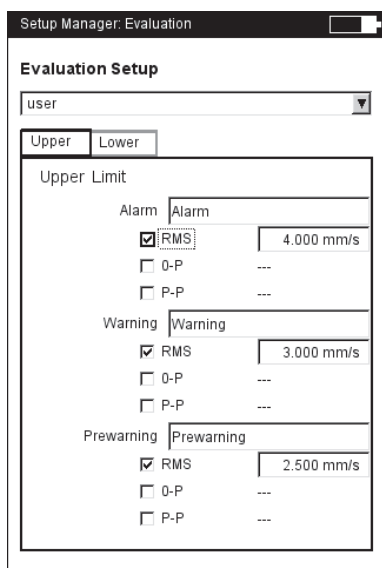 Setup Manager: Evaluation
Evaluation Setup
user
Upper Lower
Upper Limit
Alarm Alarm
RMS 4.000 mm/s
0-P ---
P-P ---
Warning Warning
RMS 3.000 mm/s
0-P ---
P-P ---
Prewarning Prewarning
RMS 2.500 mm/s
0-P ---
P-P ---